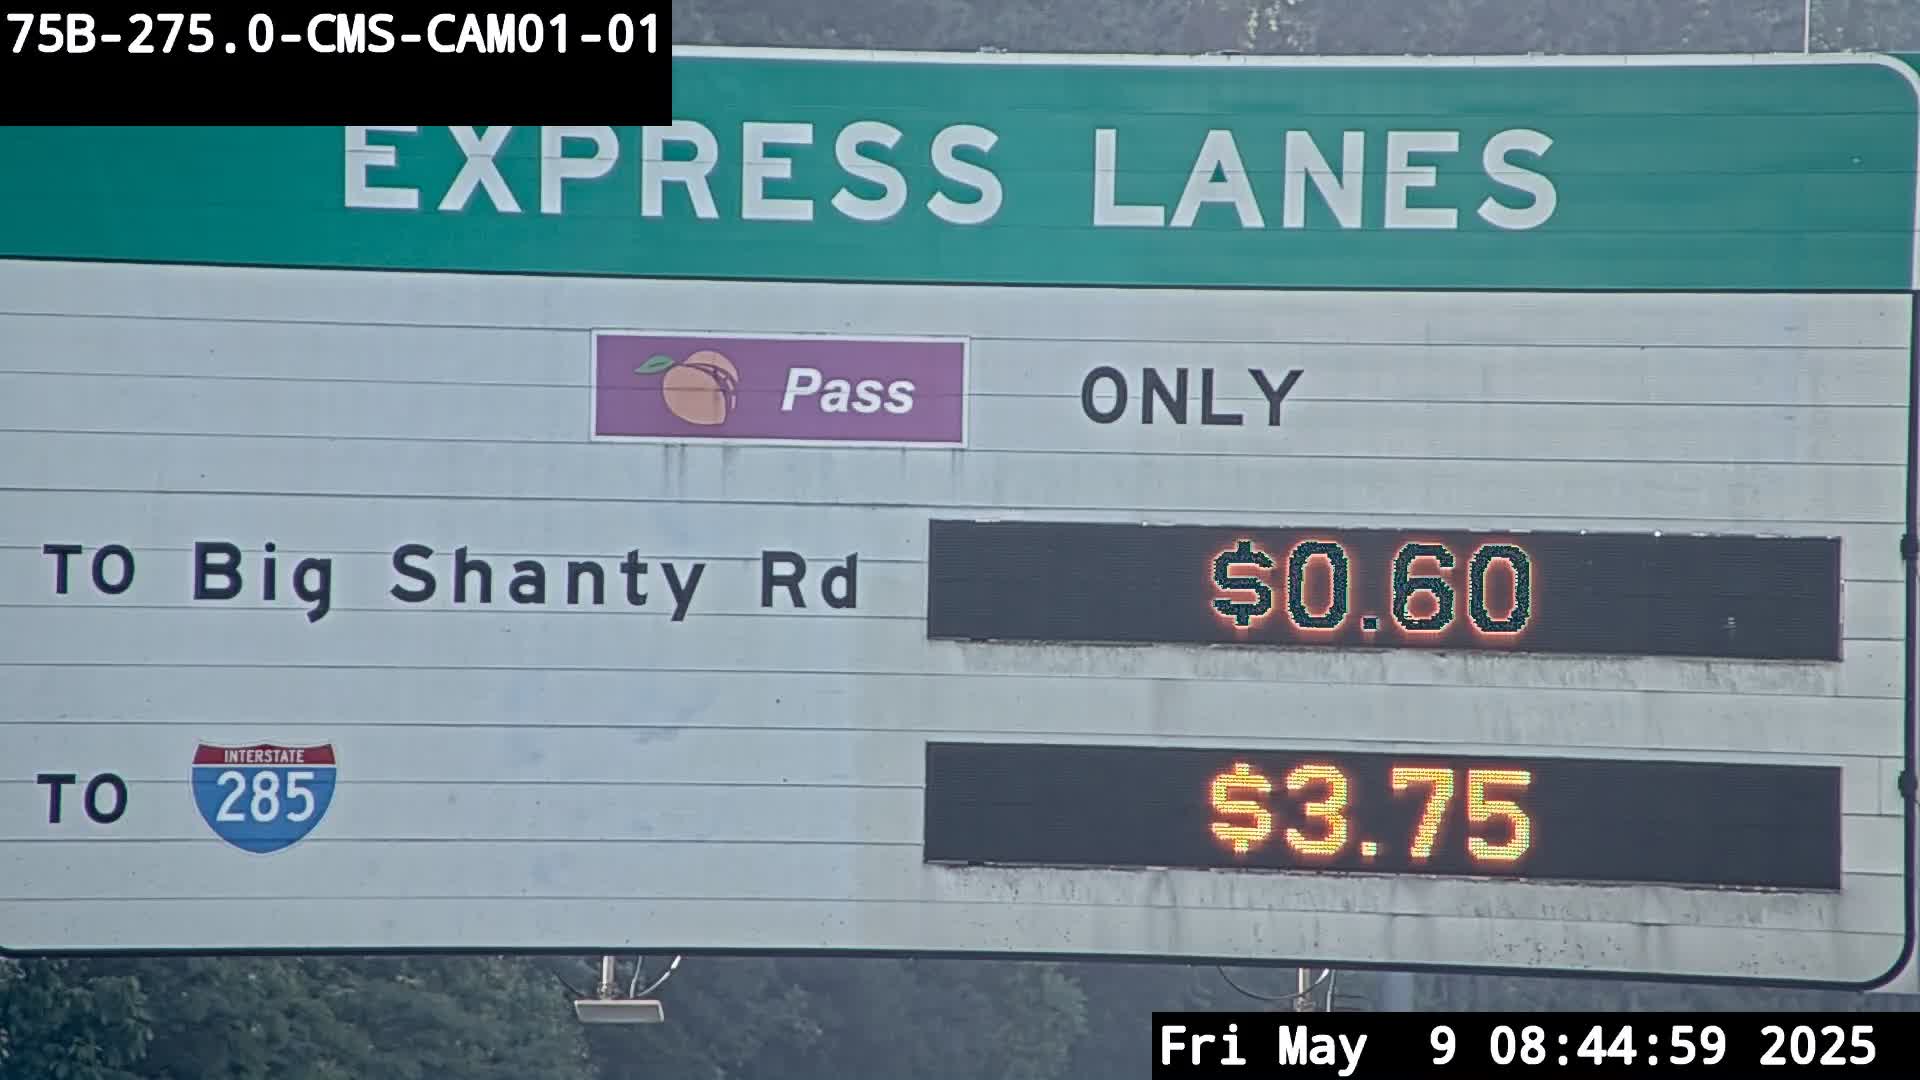 75B-275.0-CMS-CAM01-01
EXPRESS LANES
Pass ONLY
TO Big Shanty Rd $0.60
TO INTERSTATE 285 $3.75
Fri May 9 08:44:59 2025